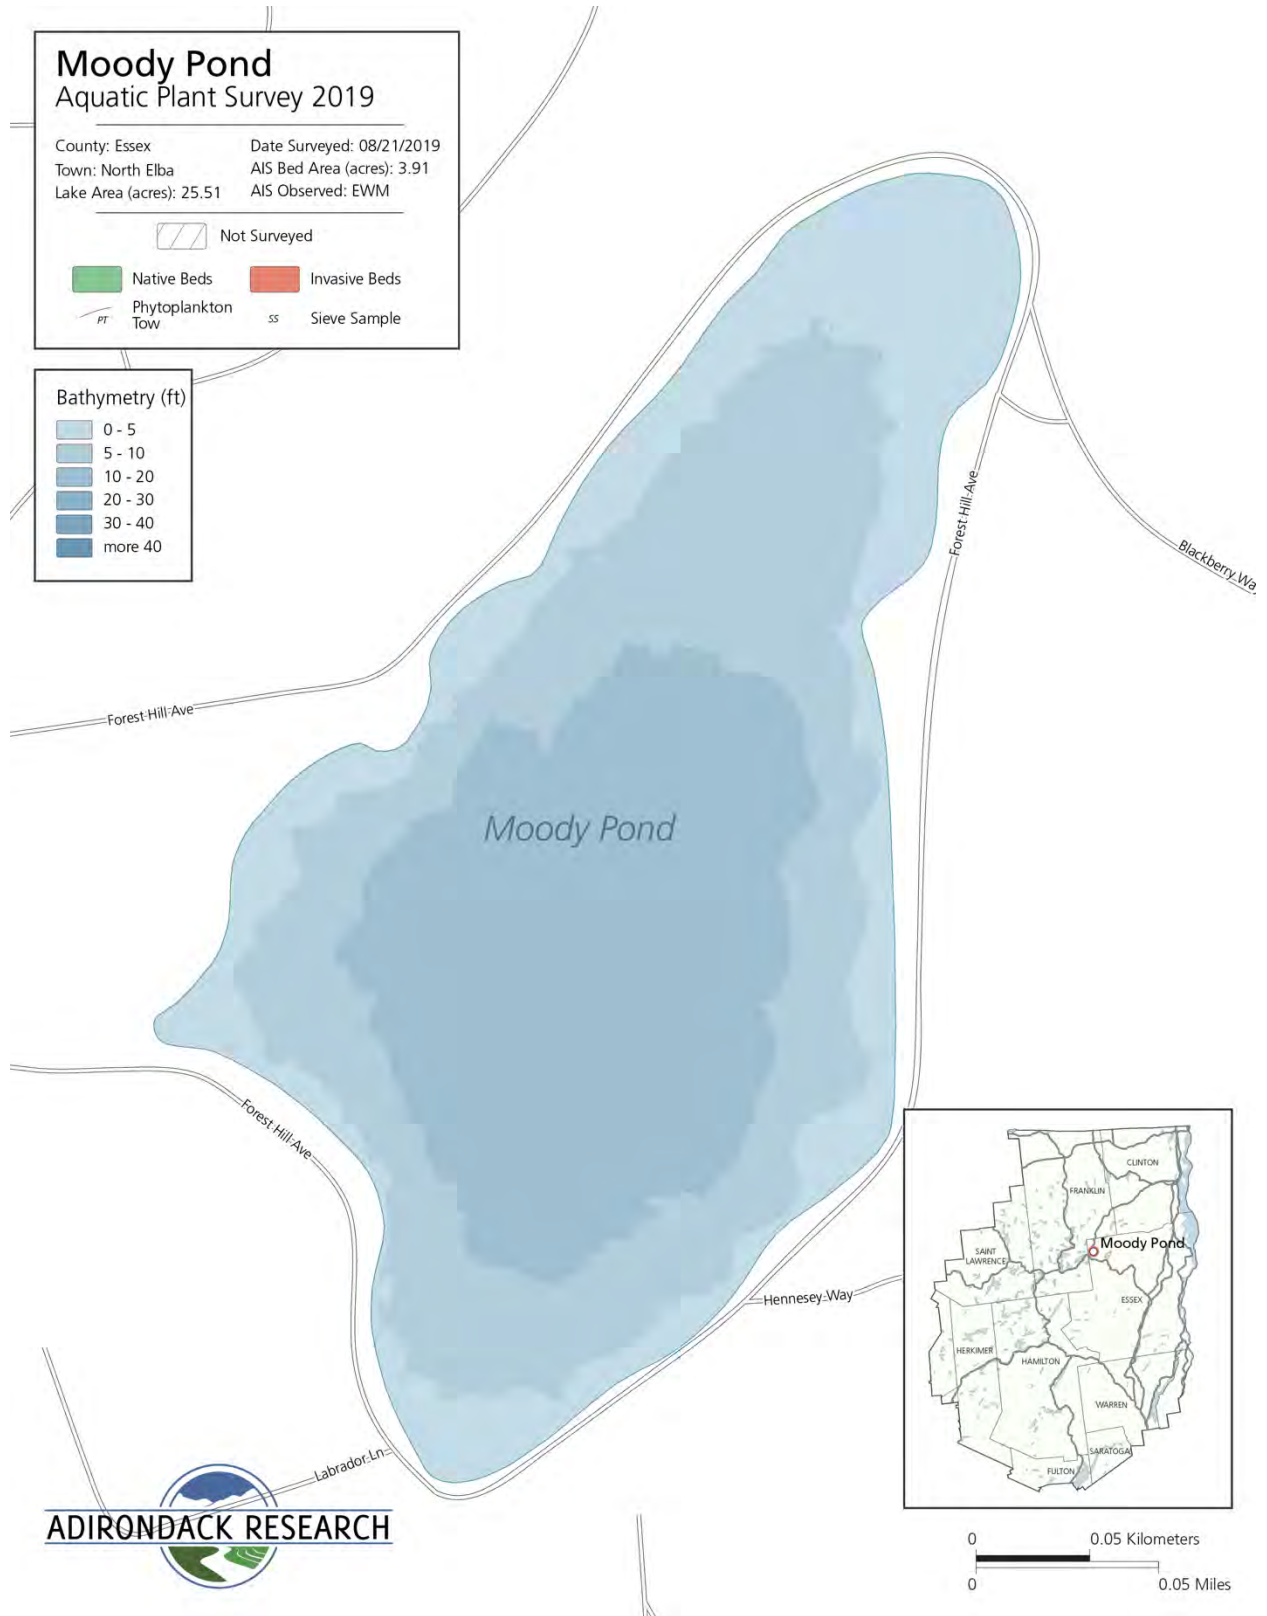 Moody Pond
Aquatic Plant Survey 2019
County: Essex
Date Surveyed: 08/21/2019
Town: North Elba
AIS Bed Area (acres): 3.91
Lake Area (acres): 25.51
AIS Observed: EWM
Not Surveyed
Native Beds
Invasive Beds
PT
Phytoplankton
Tow
SS
Sieve Sample
Bathymetry (ft)
0 - 5
5 - 10
10 - 20
20 - 30
30 - 40
more 40
Forest Hill Ave
Blackberry Wa
Forest Hill Ave
Moody Pond
Forest Hill Ave
Hennesey Way
Labrador Ln
CLINTON
FRANKLIN
Moody Pond
SAINT
LAWRENCE
ESSEX
HERKIMER
HAMILTON
WARREN
SARATOGA
FULTON
ADIRONDACK RESEARCH
0
0.05 Kilometers
0
0.05 Miles